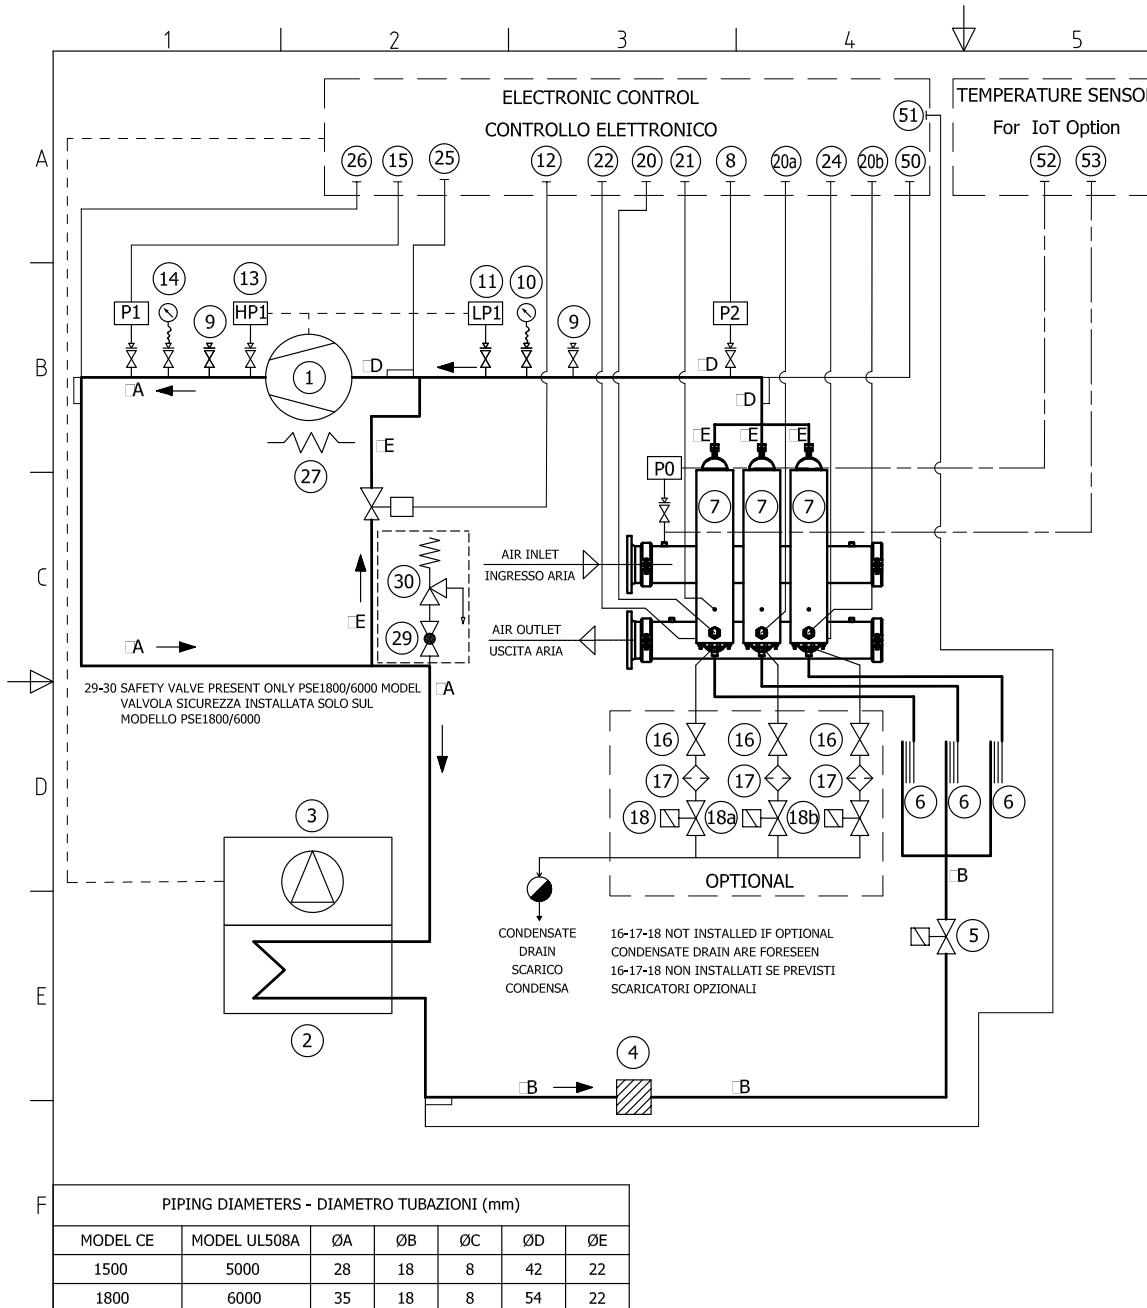 1 2 3 4 5
A
B
C
D
E
F
ELECTRONIC CONTROL
CONTROLLO ELETTRONICO
51
TEMPERATURE SENSO
For IoT Option
26 15 25 12 22 20 21 8 20a 24 20b 50 52 53
14 13 11 10
P1 9 HP1 LP1 9 P2
1
□A □D □D
□D
□E □E □E □E
27
P0
7 7 7
AIR INLET
INGRESSO ARIA
30
□E
29
AIR OUTLET
USCITA ARIA
□A
□A
29-30 SAFETY VALVE PRESENT ONLY PSE1800/6000 MODEL
VALVOLA SICUREZZA INSTALLATA SOLO SUL
MODELLO PSE1800/6000
16 16 16
17 17 17
18 18a 18b
6 6 6
3
OPTIONAL
□B
CONDENSATE
DRAIN
SCARICO
CONDENSA
16-17-18 NOT INSTALLED IF OPTIONAL
CONDENSATE DRAIN ARE FORESEEN
16-17-18 NON INSTALLATI SE PREVISTI
SCARICATORI OPZIONALI
5
2
4
□B □B
PIPING DIAMETERS - DIAMETRO TUBAZIONI (mm)
MODEL CE MODEL UL508A ØA ØB ØC ØD ØE
1500 5000 28 18 8 42 22
1800 6000 35 18 8 54 22